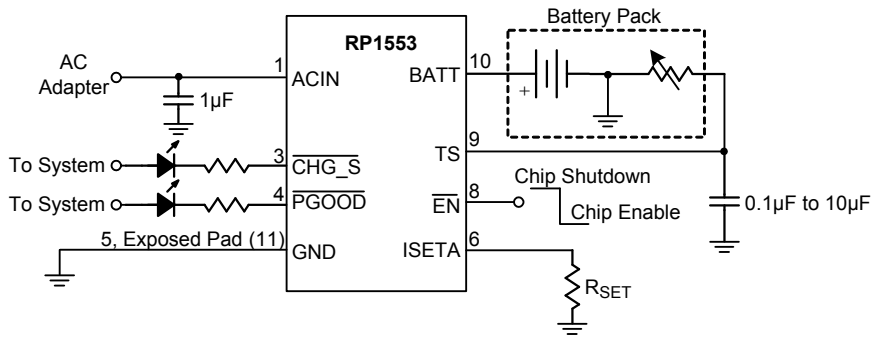 Battery Pack
RP1553
AC
Adapter
1
ACIN
1µF
BATT
10
+
To System
3
CHG_S
TS
9
To System
4
PGOOD
EN
8
Chip Shutdown
Chip Enable
0.1µF to 10µF
5, Exposed Pad (11)
GND
ISETA
6
RSET